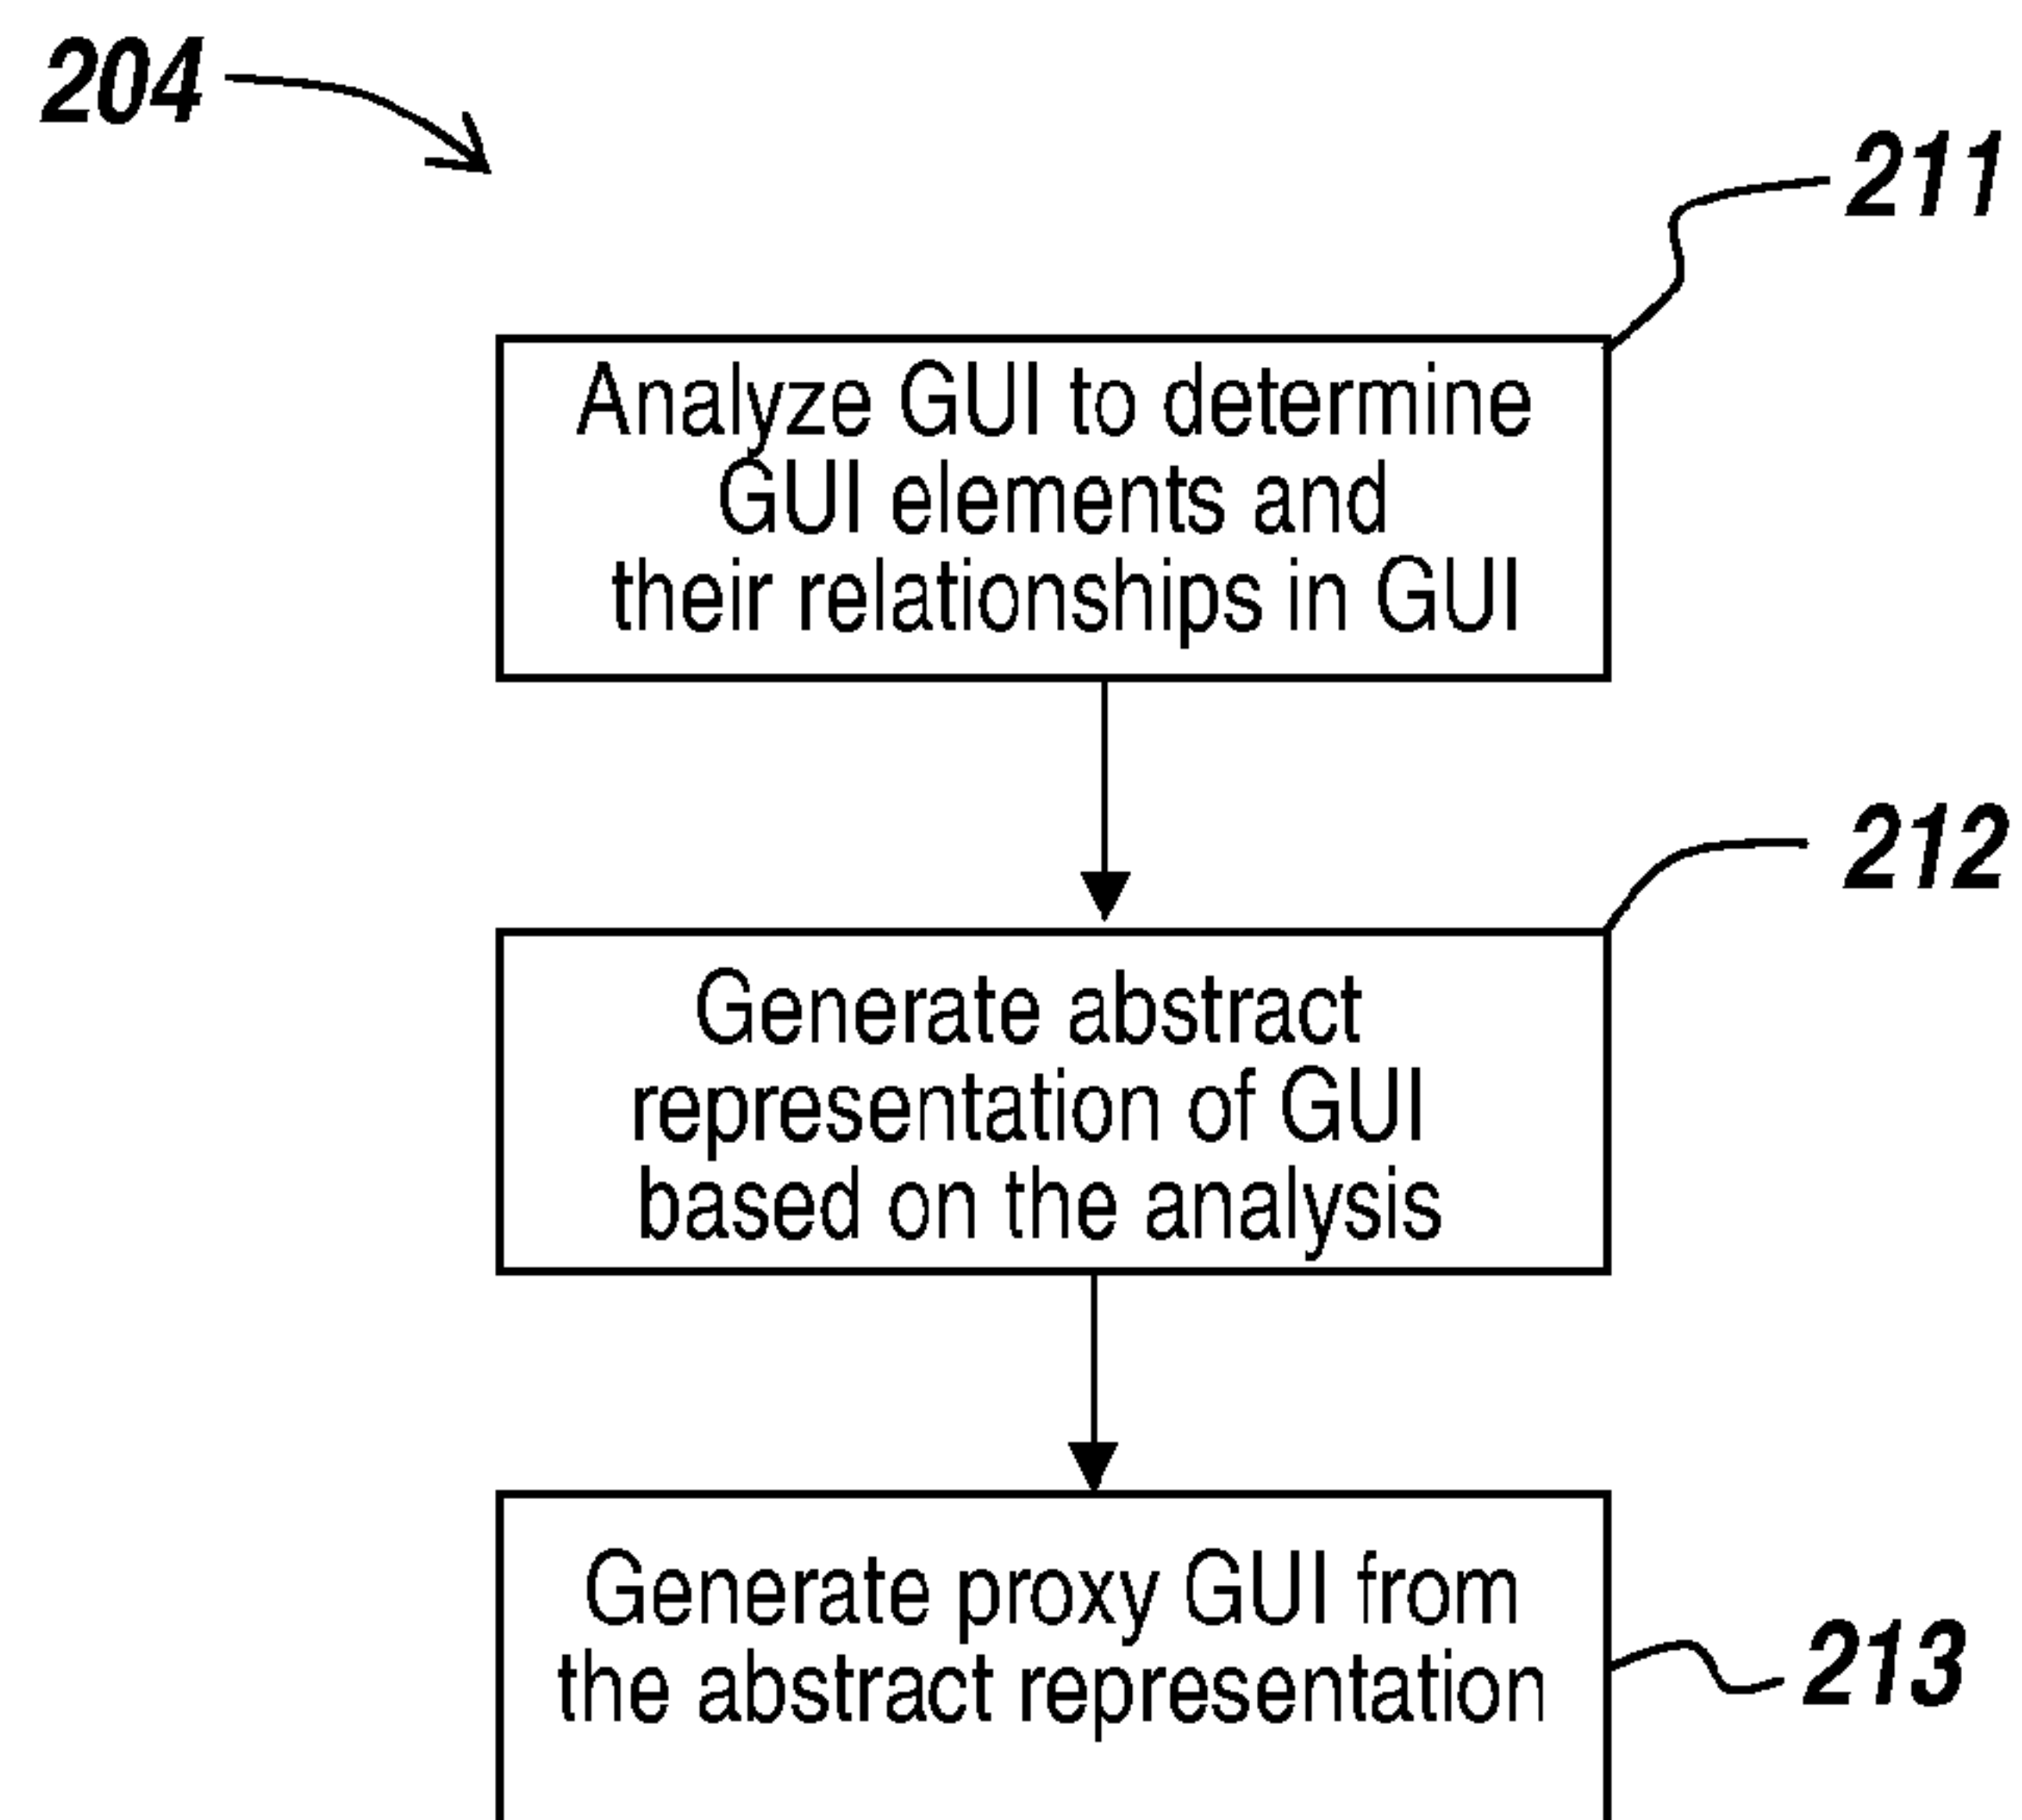 204
211
Analyze GUI to determine
GUI elements and
their relationships in GUI
212
Generate abstract
representation of GUI
based on the analysis
Generate proxy GUI from
the abstract representation
213